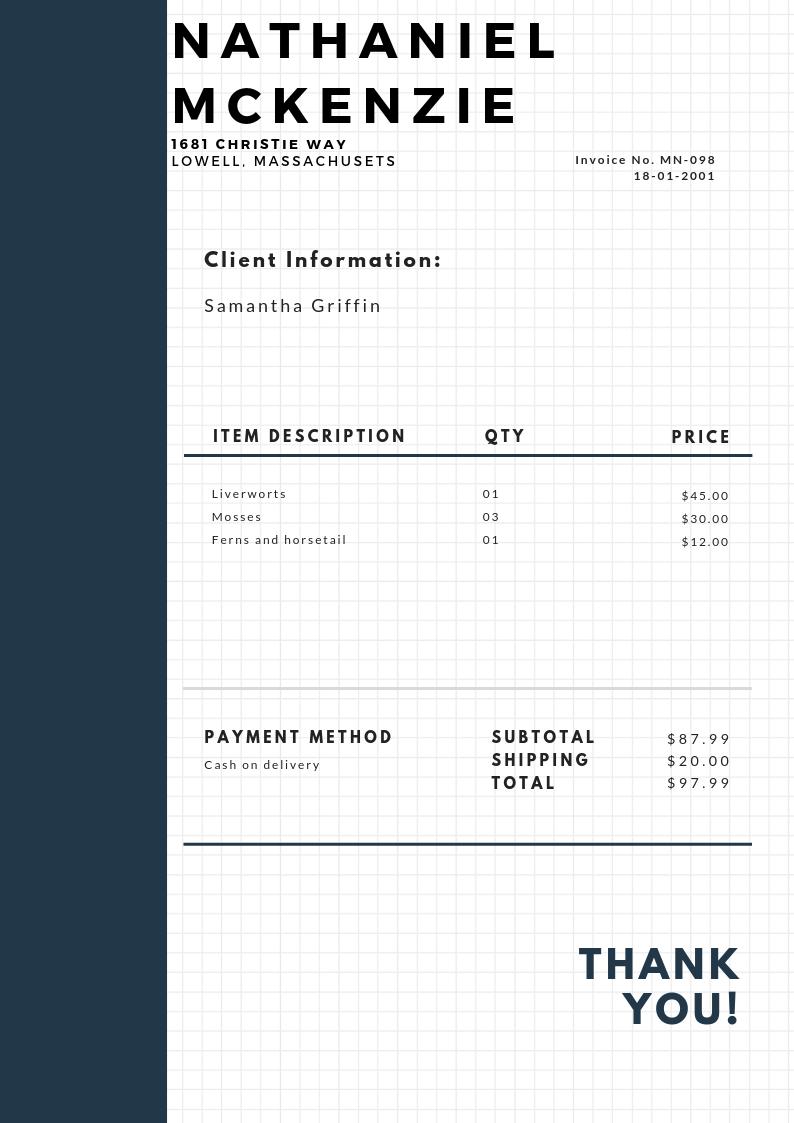 NATHANIEL
MCKENZIE
1681 CHRISTIE WAY
LOWELL, MASSACHUSETS
Invoice No. MN-098
18-01-2001
Client Information:
Samantha Griffin
ITEM DESCRIPTION QTY PRICE
Liverworts 01 $45.00
Mosses 03 $30.00
Ferns and horsetail 01 $12.00
PAYMENT METHOD SUBTOTAL $87.99
Cash on delivery SHIPPING $20.00
TOTAL $97.99
THANK
YOU!